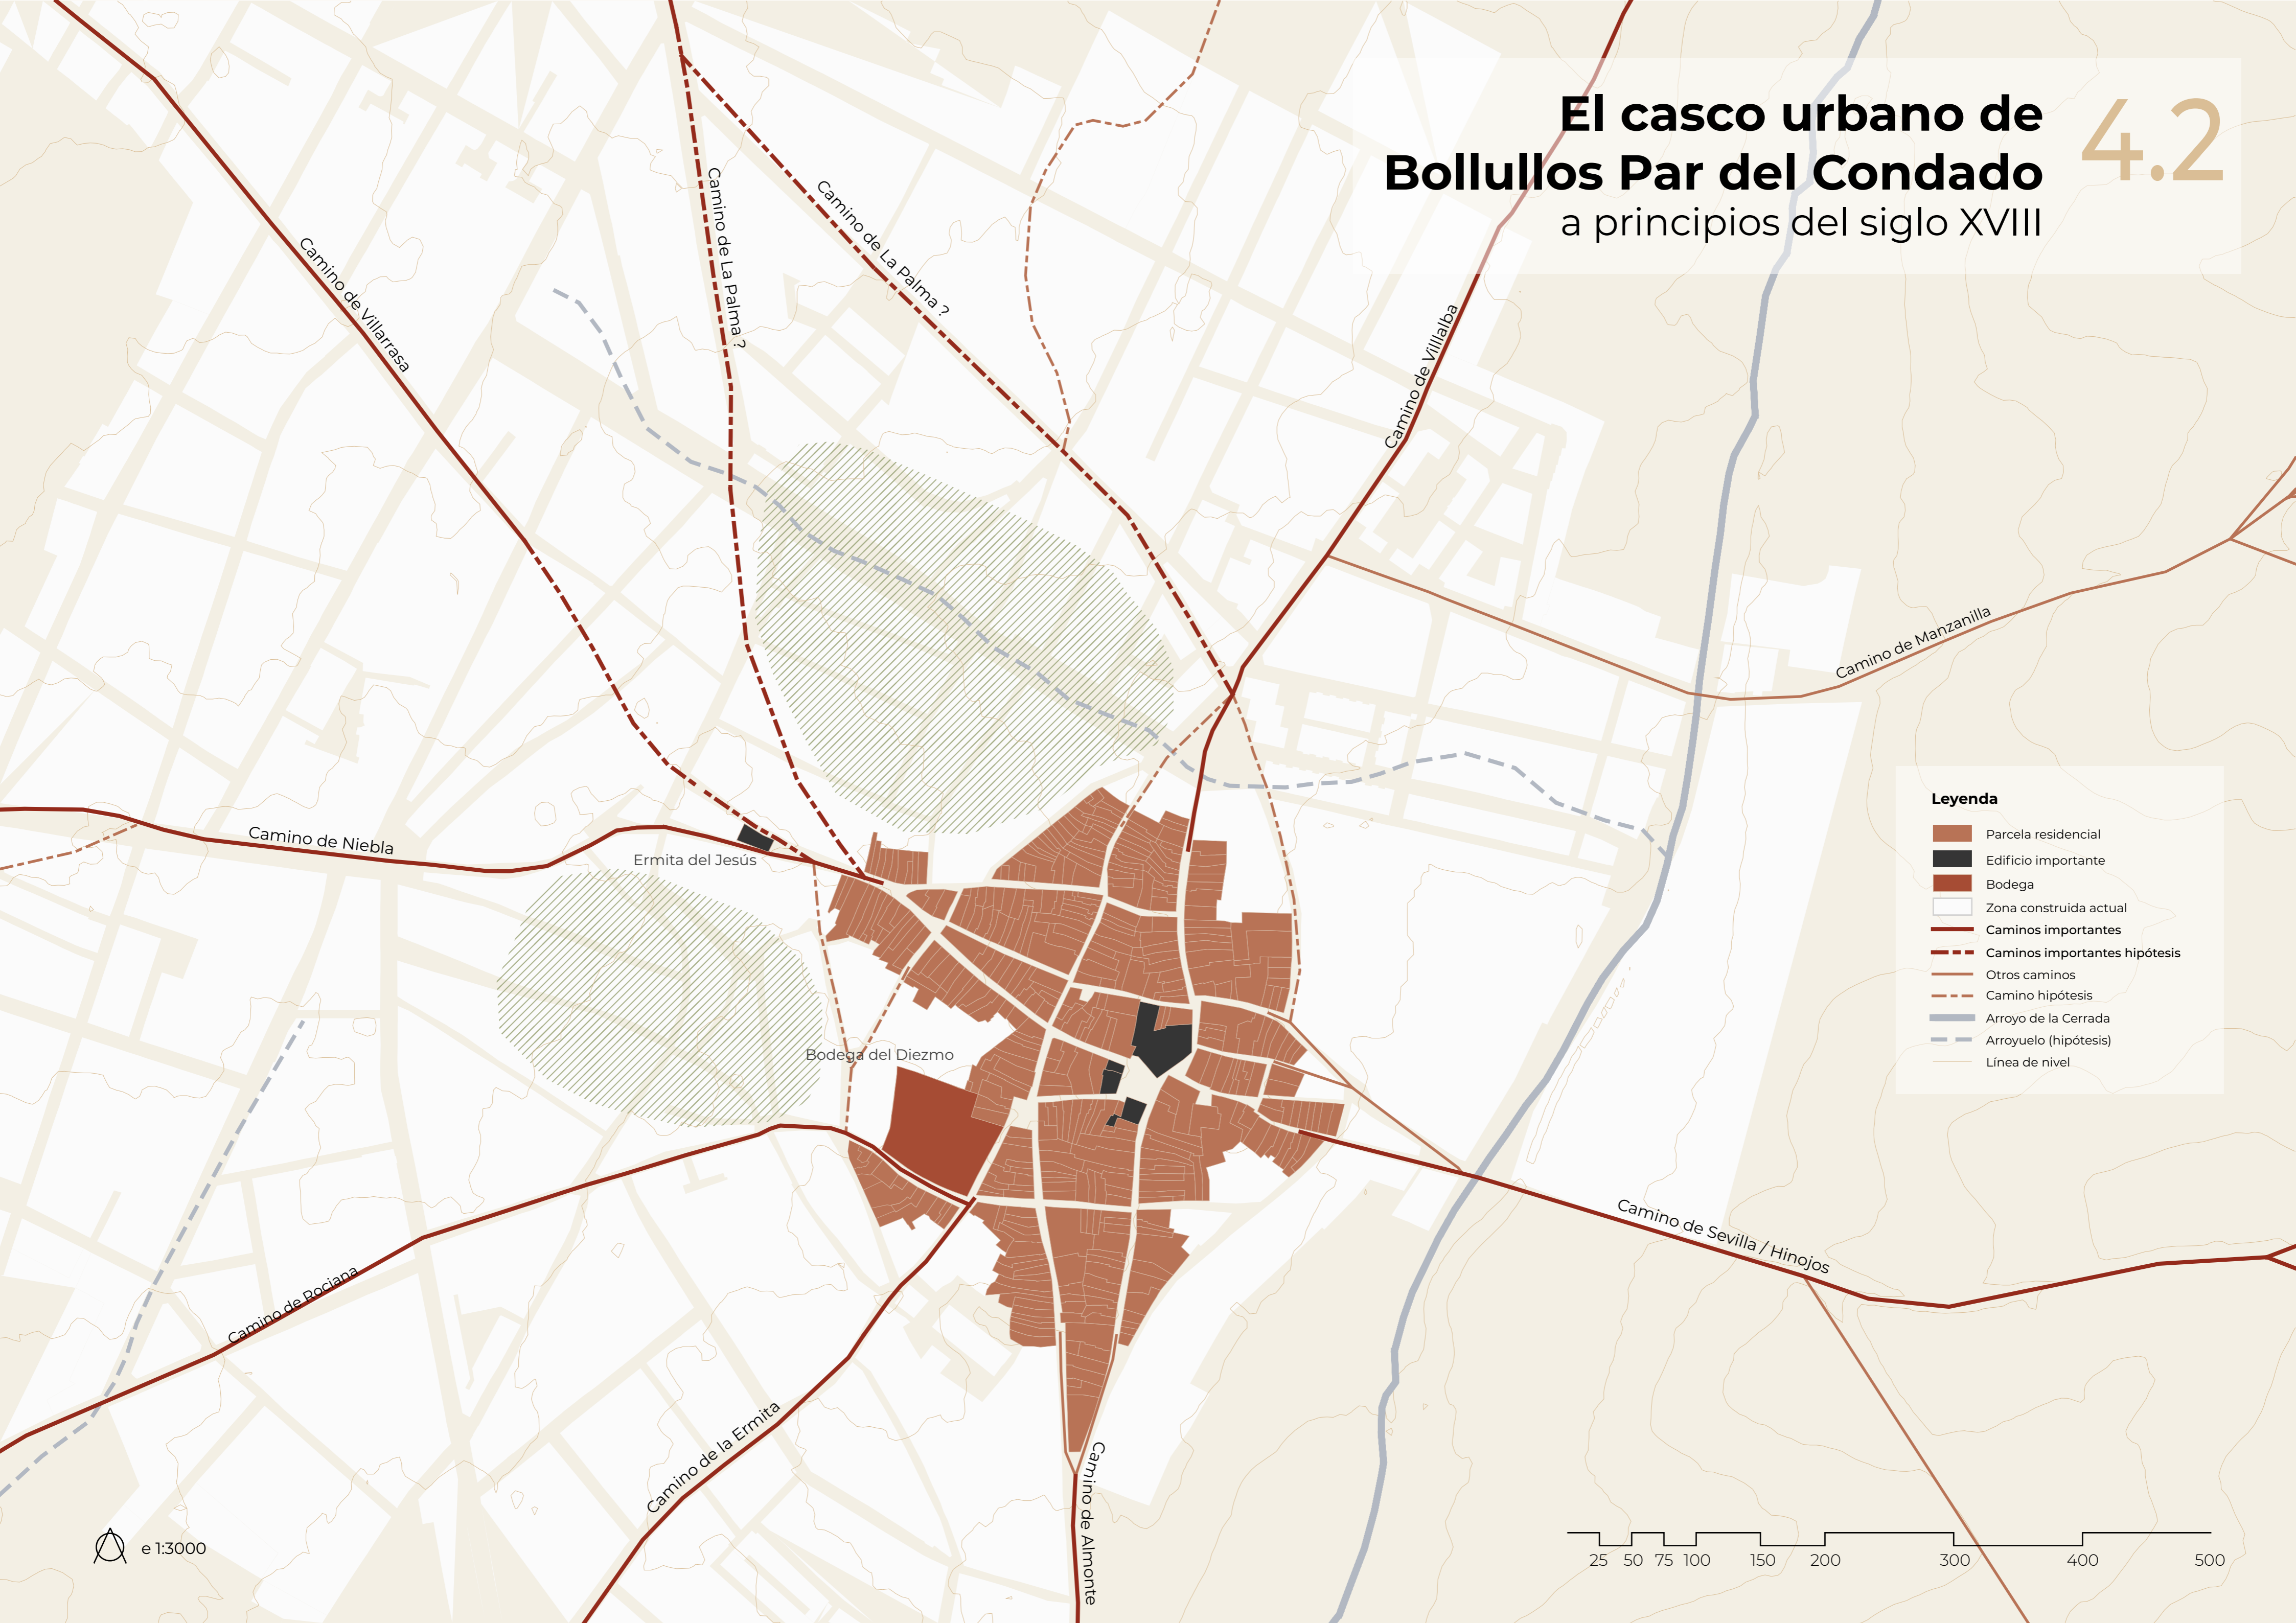 El casco urbano de
Bollullos Par del Condado
a principios del siglo XVIII
4.2
Camino de Villarrasa
Camino de La Palma ?
Camino de La Palma ?
Camino de Villalba
Camino de Manzanilla
Camino de Niebla
Ermita del Jesús
Bodega del Diezmo
Camino de Sevilla / Hinojos
Camino de Rociana
Camino de la Ermita
Camino de Almonte
Leyenda
Parcela residencial
Edificio importante
Bodega
Zona construida actual
Caminos importantes
Caminos importantes hipótesis
Otros caminos
Camino hipótesis
Arroyo de la Cerrada
Arroyuelo (hipótesis)
Línea de nivel
e 1:3000
25 50 75 100 150 200 300 400 500